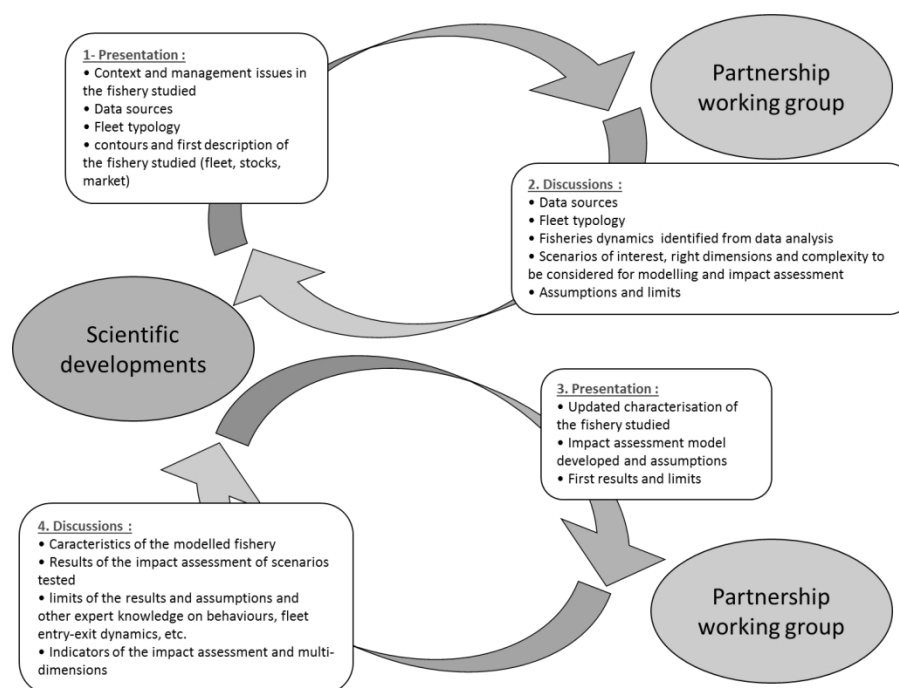 1- Presentation :
• Context and management issues in
the fishery studied
• Data sources
• Fleet typology
• contours and first description of
the fishery studied (fleet, stocks,
market)
Partnership
working group
2. Discussions :
• Data sources
• Fleet typology
• Fisheries dynamics identified from data analysis
• Scenarios of interest, right dimensions and complexity to
be considered for modelling and impact assessment
• Assumptions and limits
Scientific
developments
3. Presentation :
• Updated characterisation of
the fishery studied
• Impact assessment model
developed and assumptions
• First results and limits
4. Discussions :
• Caracteristics of the modelled fishery
• Results of the impact assessment of scenarios
tested
• limits of the results and assumptions and
other expert knowledge on behaviours, fleet
entry-exit dynamics, etc.
• Indicators of the impact assessment and multi-
dimensions
Partnership
working group